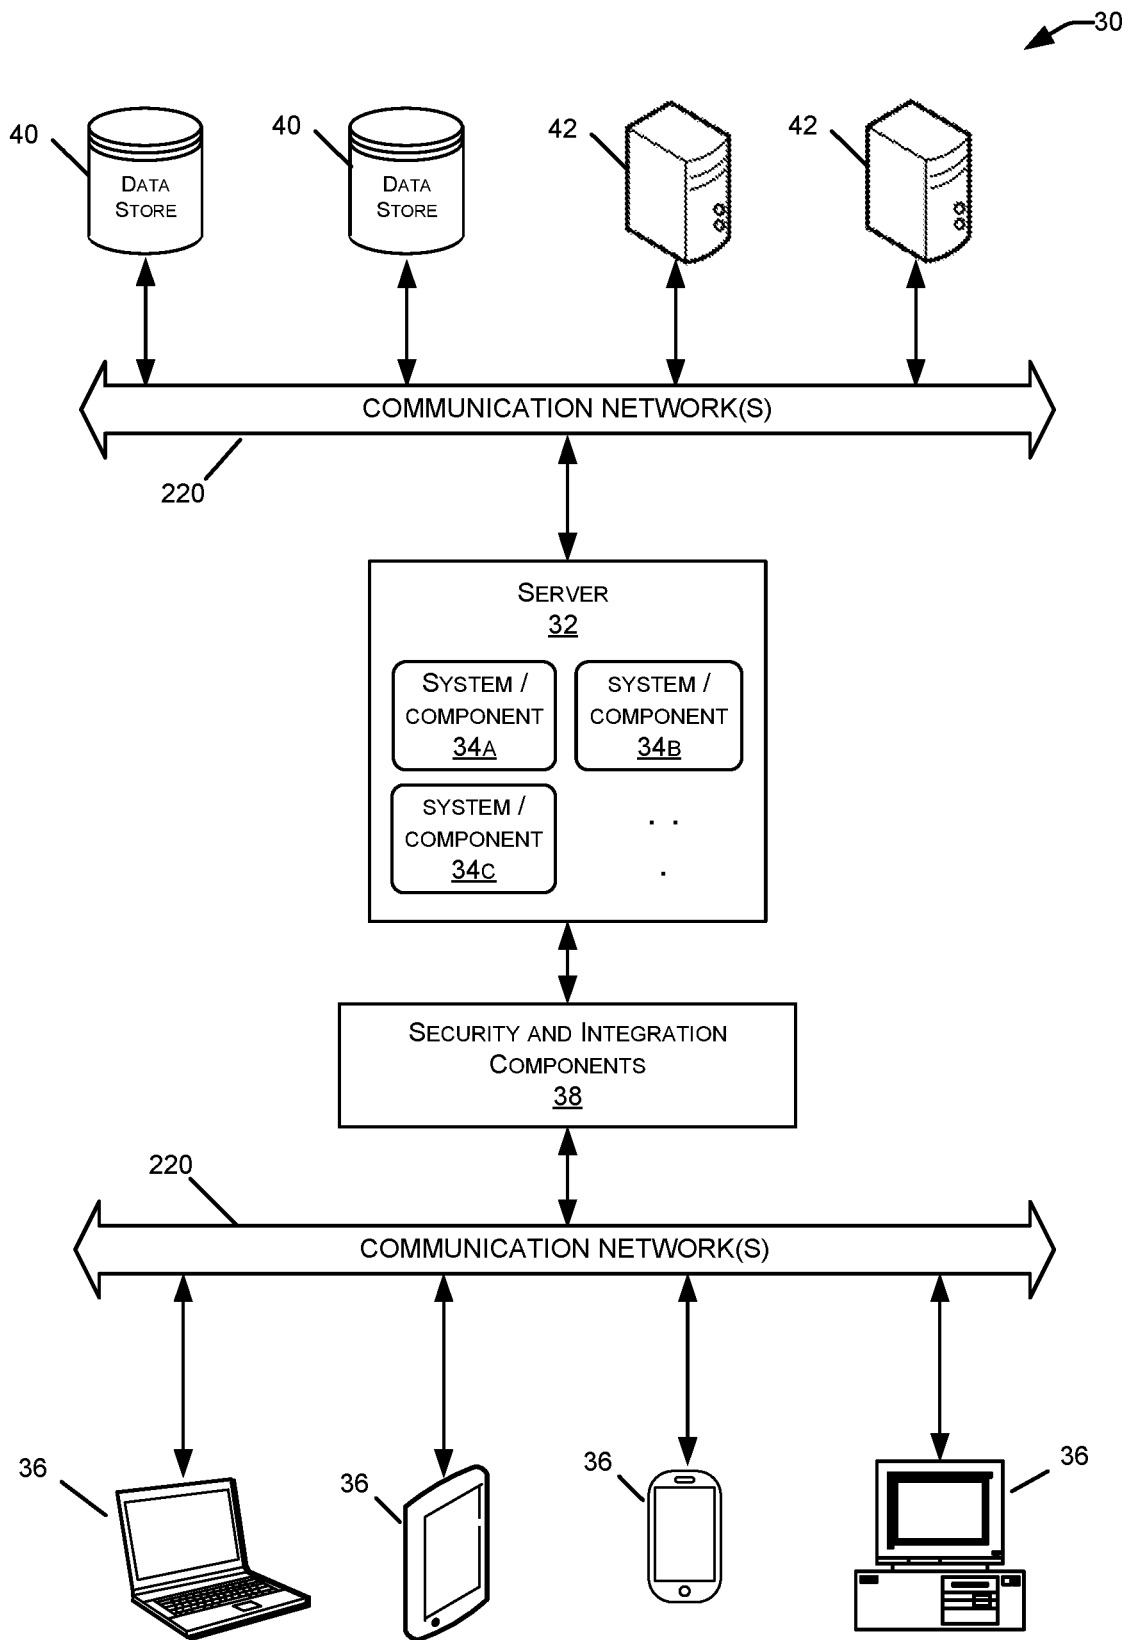 30
40
40
42
42
DATA
STORE
DATA
STORE
COMMUNICATION NETWORK(S)
220
SERVER
32
SYSTEM /
COMPONENT
34A
SYSTEM /
COMPONENT
34B
SYSTEM /
COMPONENT
34C
. .
.
SECURITY AND INTEGRATION
COMPONENTS
38
220
COMMUNICATION NETWORK(S)
36
36
36
36